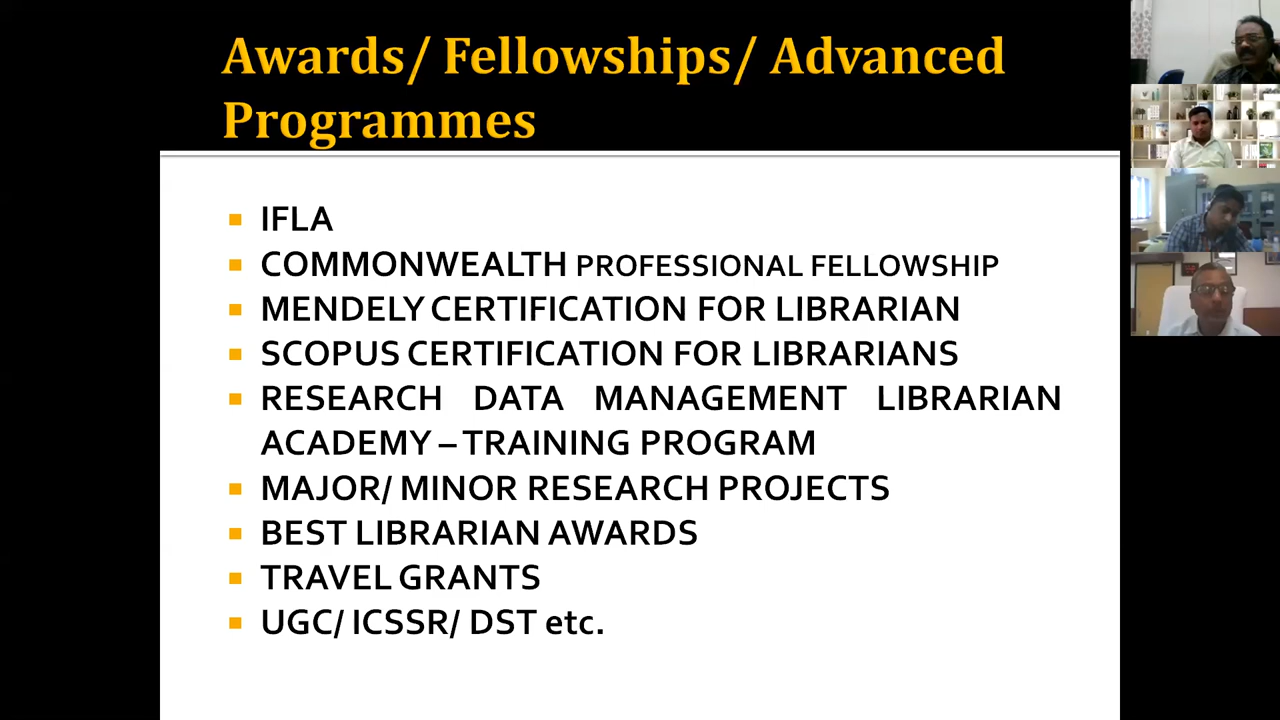 Awards/ Fellowships/ Advanced
Programmes
IFLA
COMMONWEALTH PROFESSIONAL FELLOWSHIP
MENDELY CERTIFICATION FOR LIBRARIAN
SCOPUS CERTIFICATION FOR LIBRARIANS
RESEARCH DATA MANAGEMENT LIBRARIAN
ACADEMY – TRAINING PROGRAM
MAJOR/ MINOR RESEARCH PROJECTS
BEST LIBRARIAN AWARDS
TRAVEL GRANTS
UGC/ ICSSR/ DST etc.